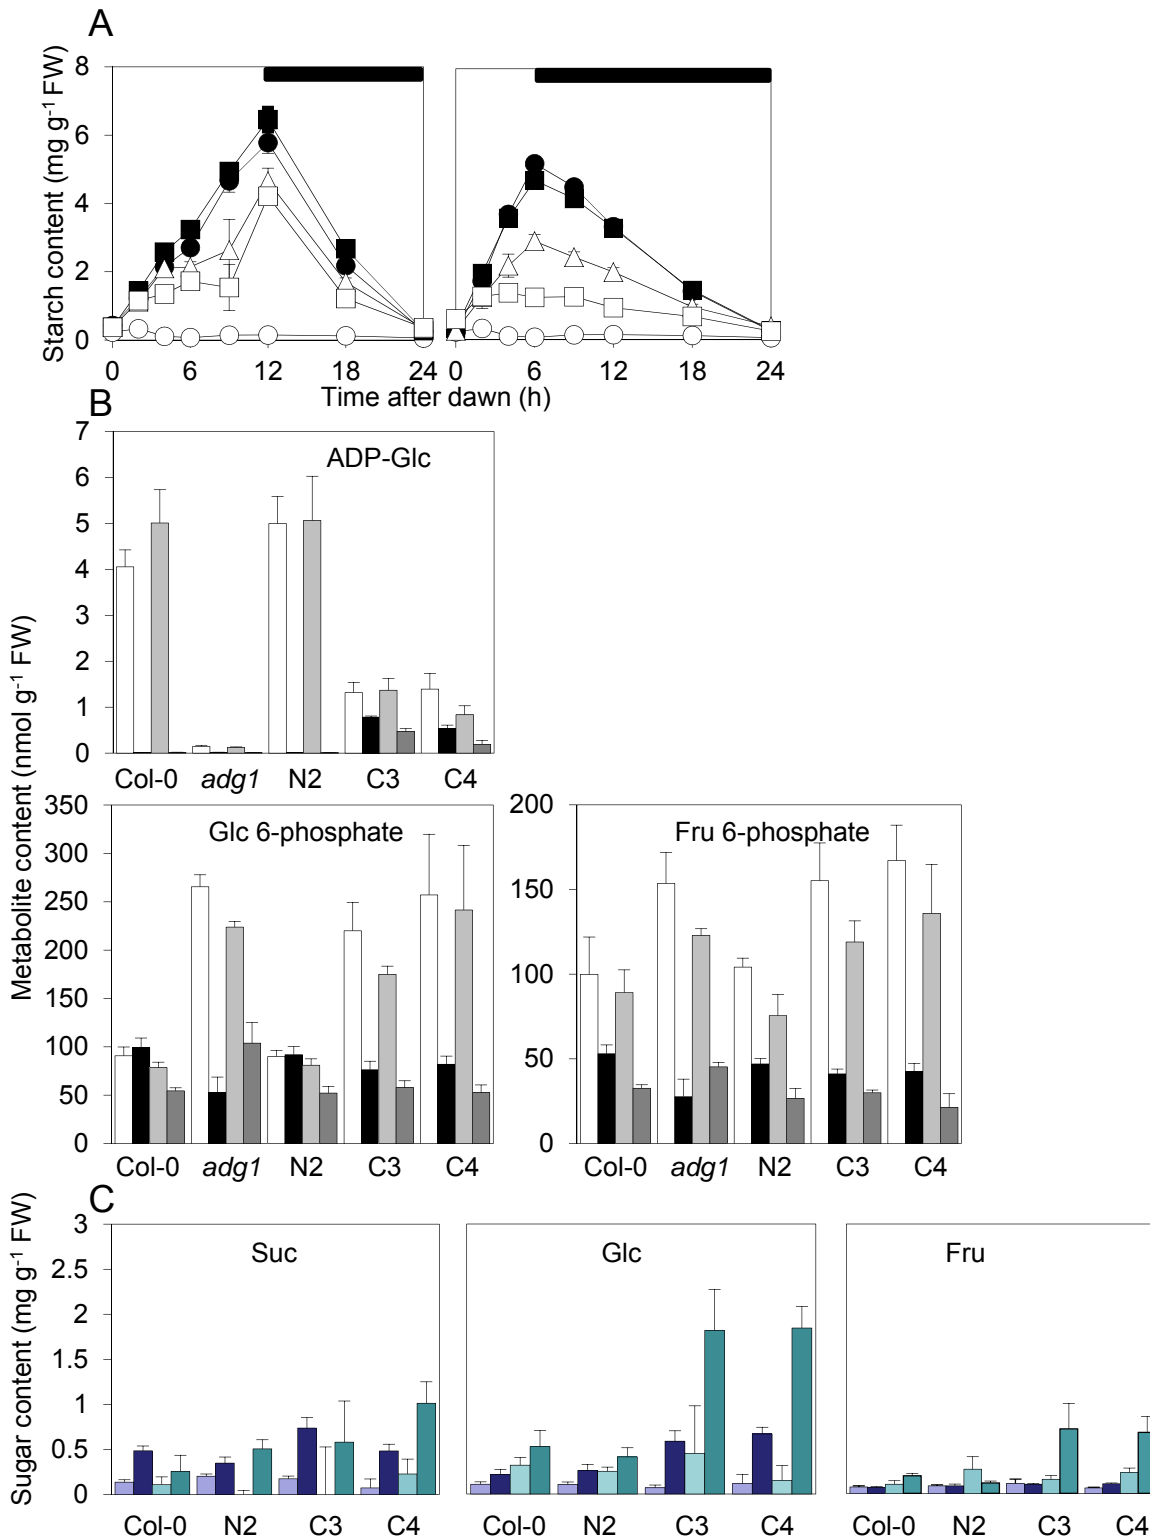 A
Starch content (mg g⁻¹ FW)
8
6
4
2
0
0 6 12 18 24
0 6 12 18 24
Time after dawn (h)
B
Metabolite content (nmol g⁻¹ FW)
7
6
5
4
3
2
1
0
ADP-Glc
Col-0 adg1 N2 C3 C4
350
300
250
200
150
100
50
0
Glc 6-phosphate
Col-0 adg1 N2 C3 C4
200
150
100
50
0
Fru 6-phosphate
Col-0 adg1 N2 C3 C4
C
Sugar content (mg g⁻¹ FW)
3
2.5
2
1.5
1
0.5
0
Suc
Col-0 N2 C3 C4
Glc
Col-0 N2 C3 C4
Fru
Col-0 N2 C3 C4